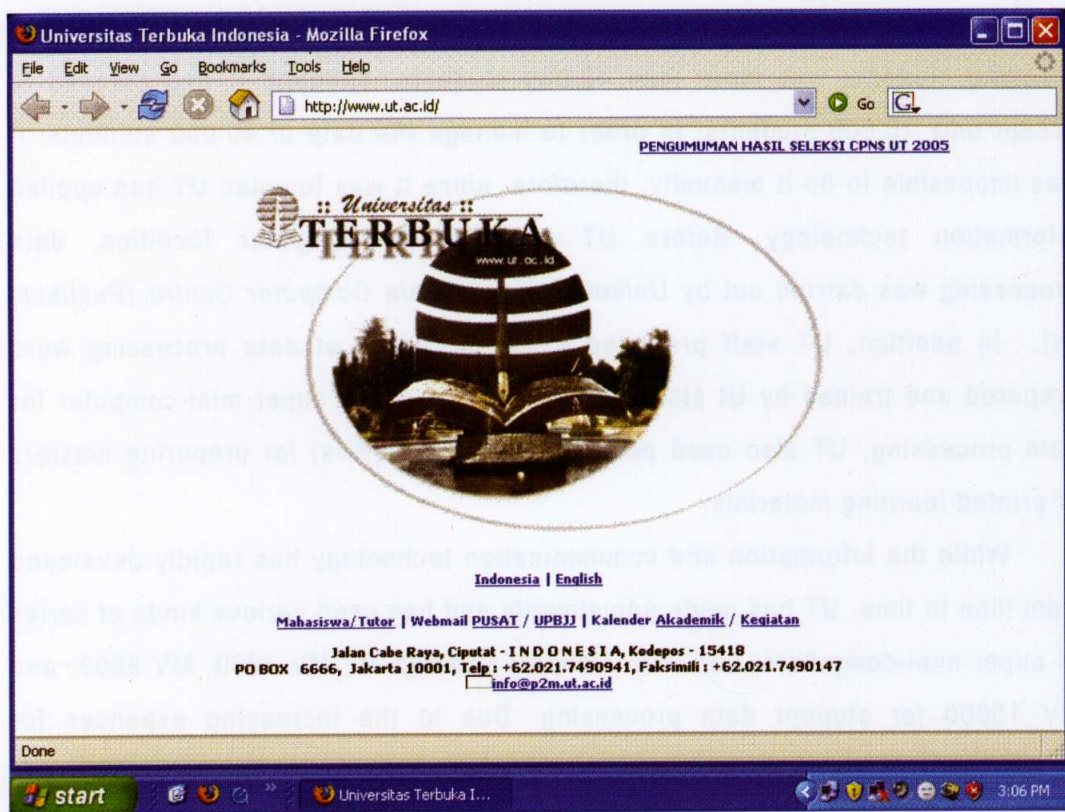 Universitas Terbuka Indonesia - Mozilla Firefox
File Edit View Go Bookmarks Tools Help
http://www.ut.ac.id/ Go G
PENGUMUMAN HASIL SELEKSI CPNS UT 2005
:: Universitas ::
TERBUKA
www.ut.ac.id
Indonesia | English
Mahasiswa/Tutor | Webmail PUSAT / UPBJJ | Kalender Akademik / Kegiatan
Jalan Cabe Raya, Ciputat - I N D O N E S I A, Kodepos - 15418
PO BOX 6666, Jakarta 10001, Telp : +62.021.7490941, Faksimili : +62.021.7490147
info@p2m.ut.ac.id
Done
start Universitas Terbuka I... 3:06 PM